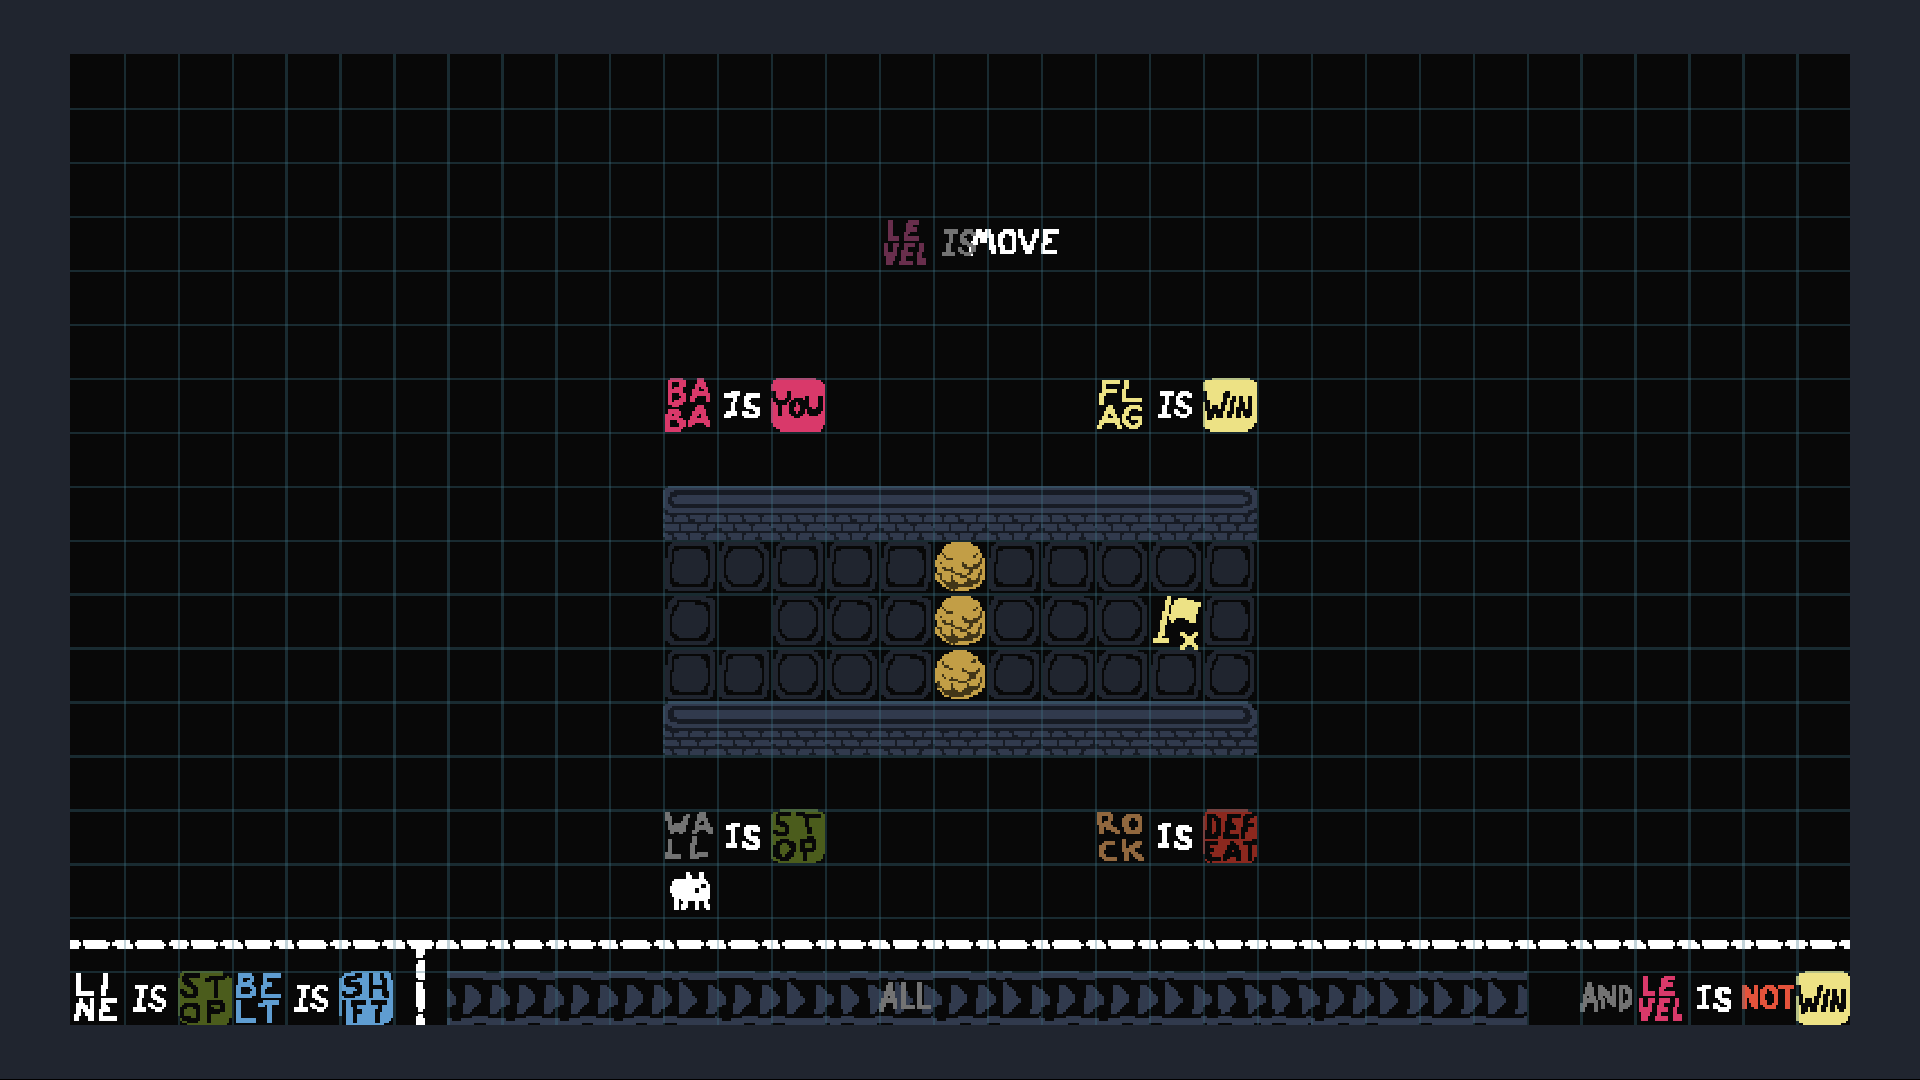 LEVEL IS MOVE
BABA IS YOU FLAG IS WIN
WALL IS STOP ROCK IS DEFEAT
LINE IS STOP BELT IS SHIFT ALL AND LEVEL IS NOT WIN